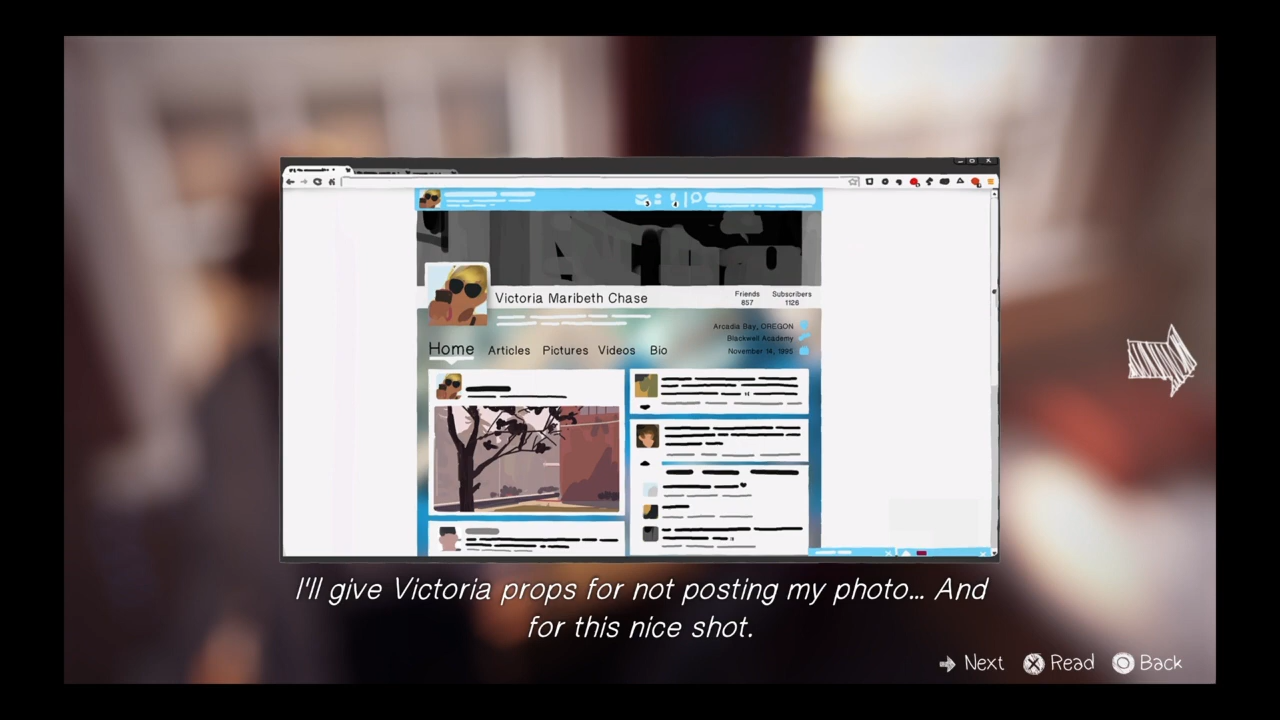 Victoria Maribeth Chase
Friends
657
Subscribers
1126
Arcadia Bay, OREGON
Blackwell Academy
November 14, 1995
Home Articles Pictures Videos Bio
I'll give Victoria props for not posting my photo... And
for this nice shot.
Next Read Back